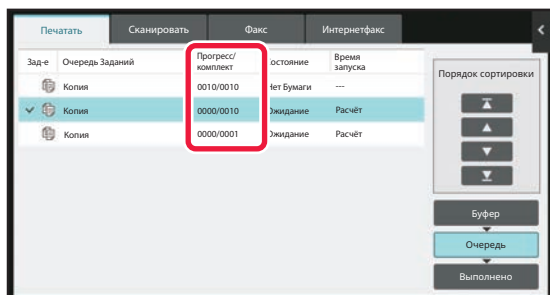 Печатать Сканировать Факс Интернетфакс
Зад-е Очередь Заданий Прогресс/ комплект остояние Время запуска
Копия 0010/0010 Нет Бумаги ---
Копия 0000/0010 Ожидание Расчёт
Копия 0000/0001 Ожидание Расчёт
Порядок сортировки
Буфер
Очередь
Выполнено